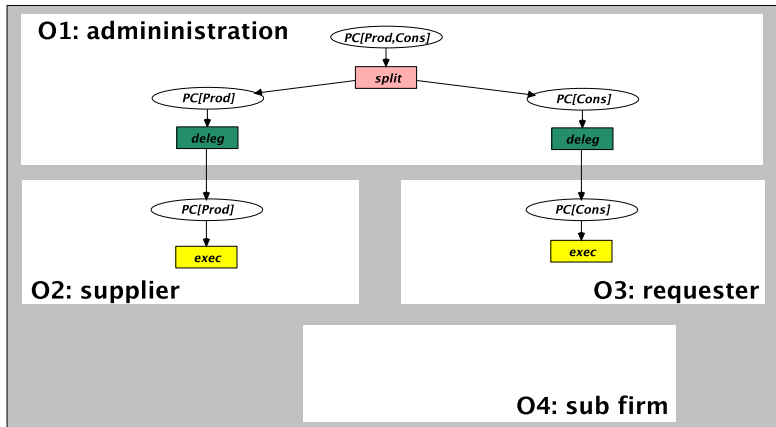 O1: admininistration
PC[Prod,Cons]
split
PC[Prod]
PC[Cons]
deleg
deleg
PC[Prod]
PC[Cons]
exec
exec
O2: supplier
O3: requester
O4: sub firm